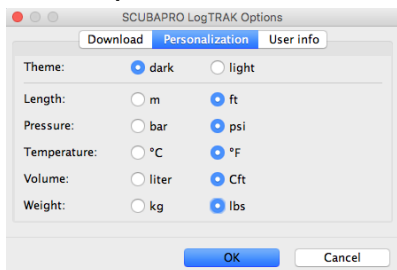 SCUBAPRO LogTRAK Options
Download Personalization User info
Theme: dark light
Length: m ft
Pressure: bar psi
Temperature: °C °F
Volume: liter Cft
Weight: kg lbs
OK Cancel